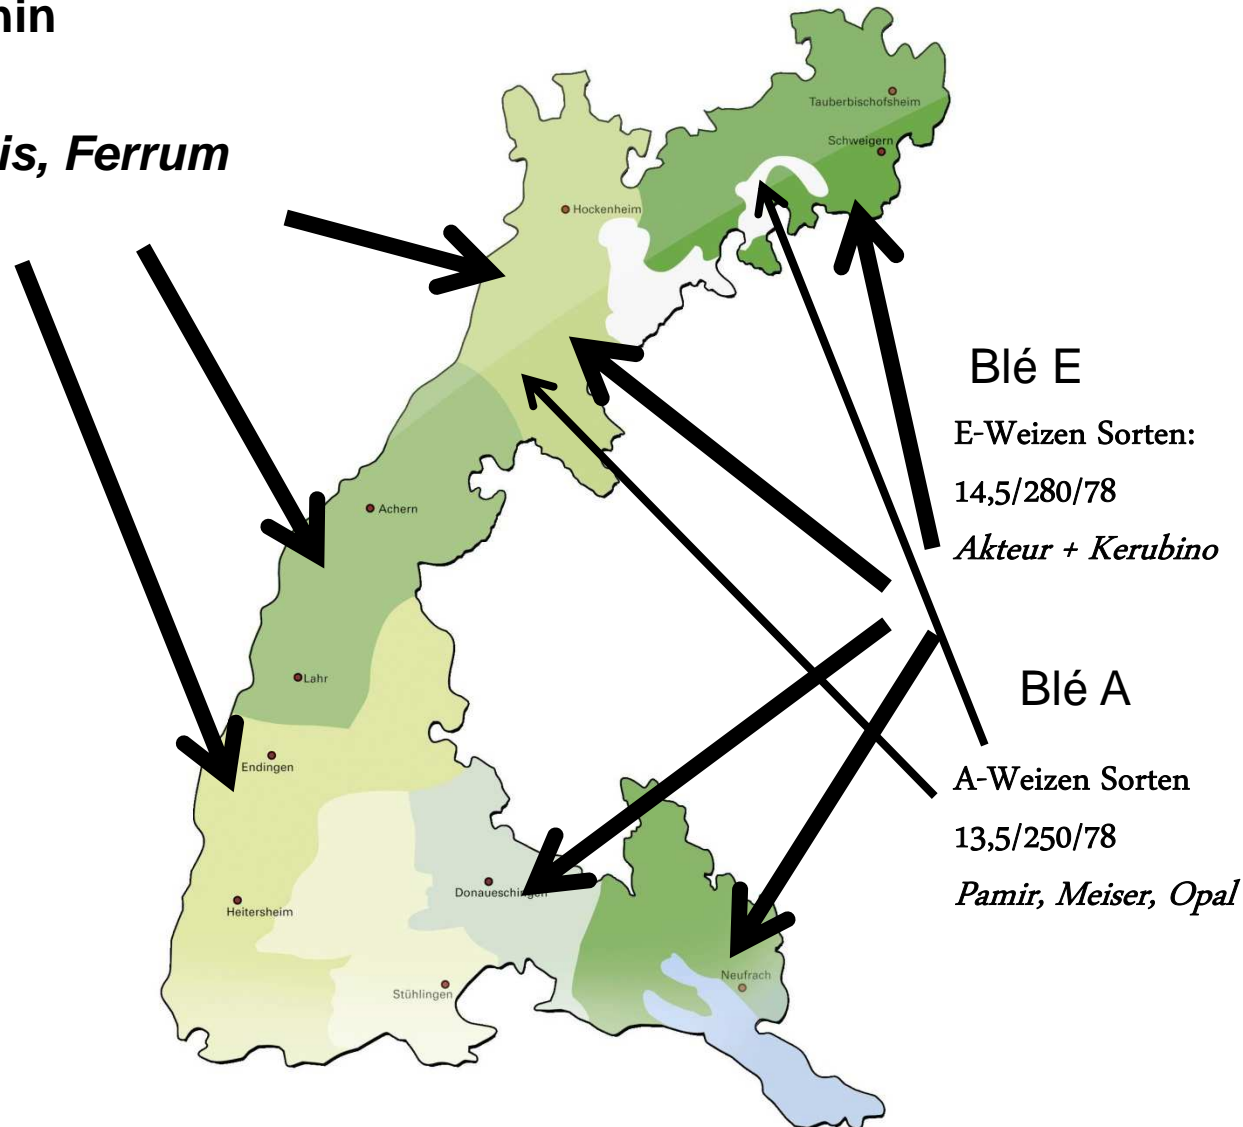 is, Ferrum
Tauberbischofsheim
Schweigern
Hockenheim
Blé E
E-Weizen Sorten:
14,5/280/78
Akteur + Kerubino
Achern
Lahr
Blé A
Endingen
A-Weizen Sorten
13,5/250/78
Pamir, Meiser, Opal
Donaueschingen
Heitersheim
Neufrach
Stühlingen